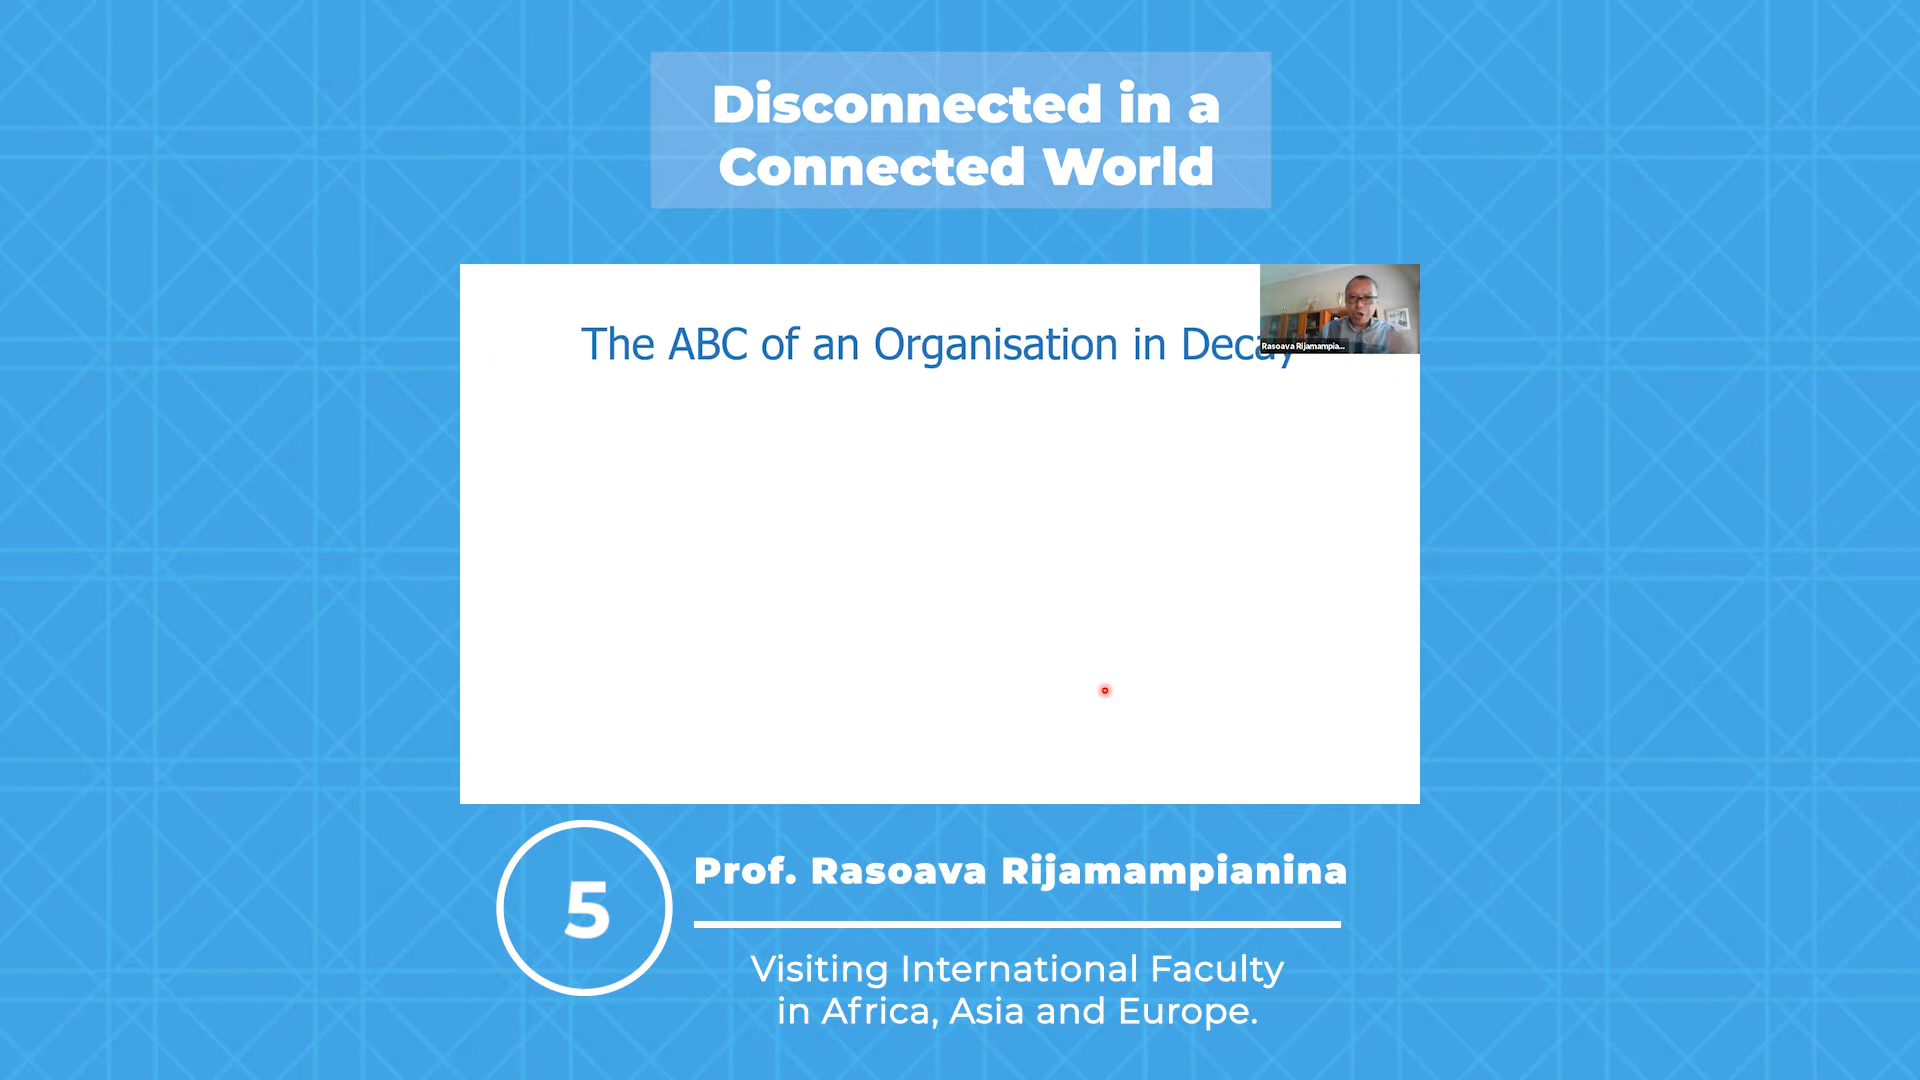 Disconnected in a
Connected World
The ABC of an Organisation in Decay
Rasoava Rijamampia...
5
Prof. Rasoava Rijamampianina
Visiting International Faculty
in Africa, Asia and Europe.